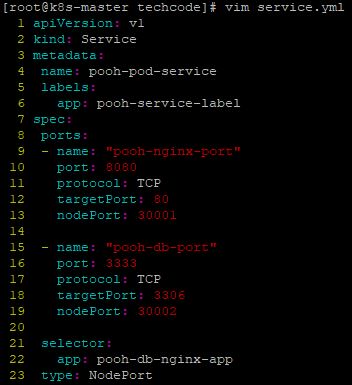 [root@k8s-master techcode]# vim service.yml
1 apiVersion: v1
2 kind: Service
3 metadata:
4   name: pooh-pod-service
5   labels:
6     app: pooh-service-label
7 spec:
8   ports:
9   - name: "pooh-nginx-port"
10     port: 8080
11     protocol: TCP
12     targetPort: 80
13     nodePort: 30001
14
15   - name: "pooh-db-port"
16     port: 3333
17     protocol: TCP
18     targetPort: 3306
19     nodePort: 30002
20
21   selector:
22     app: pooh-db-nginx-app
23   type: NodePort